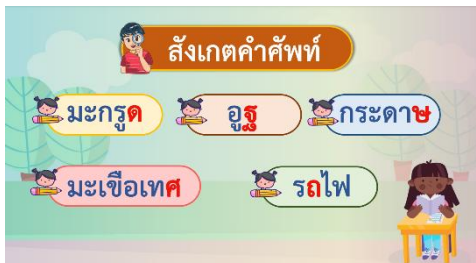 สังเกตคำศัพท์
มะกรูด อูฐ กระดาษ
มะเขือเทศ รถไฟ